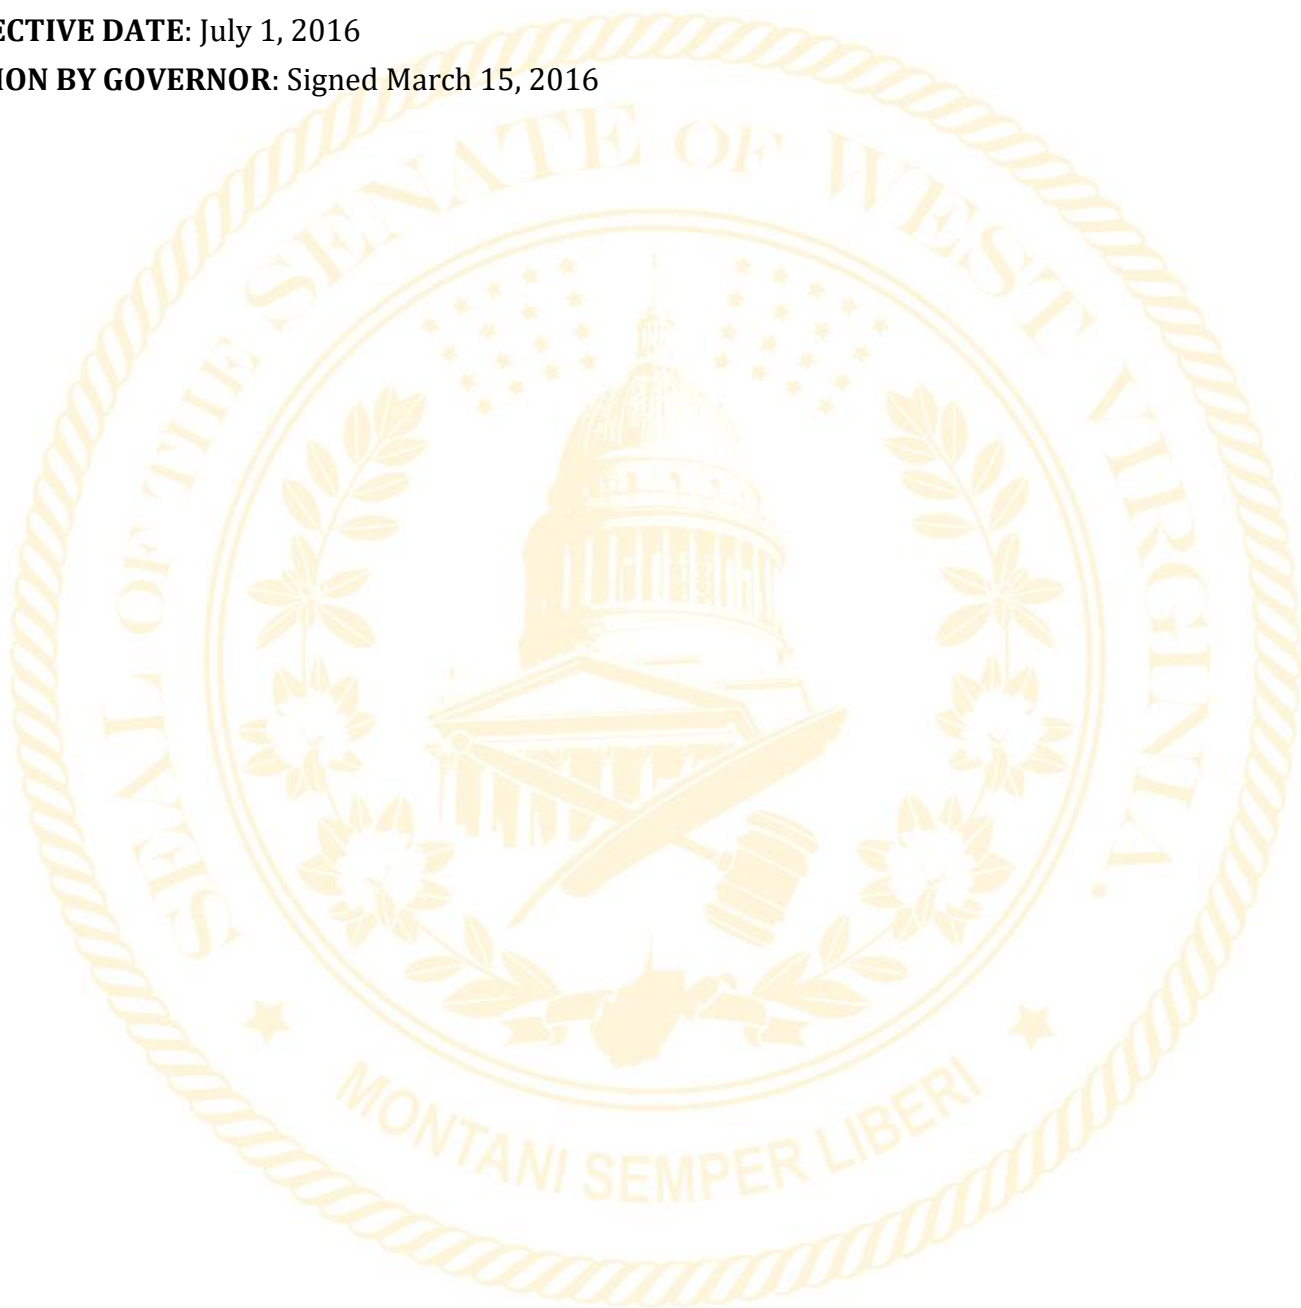 ECTIVE DATE: July 1, 2016
ION BY GOVERNOR: Signed March 15, 2016
SEAL OF THE SENATE OF WEST VIRGINIA
MONTANI SEMPER LIBERI